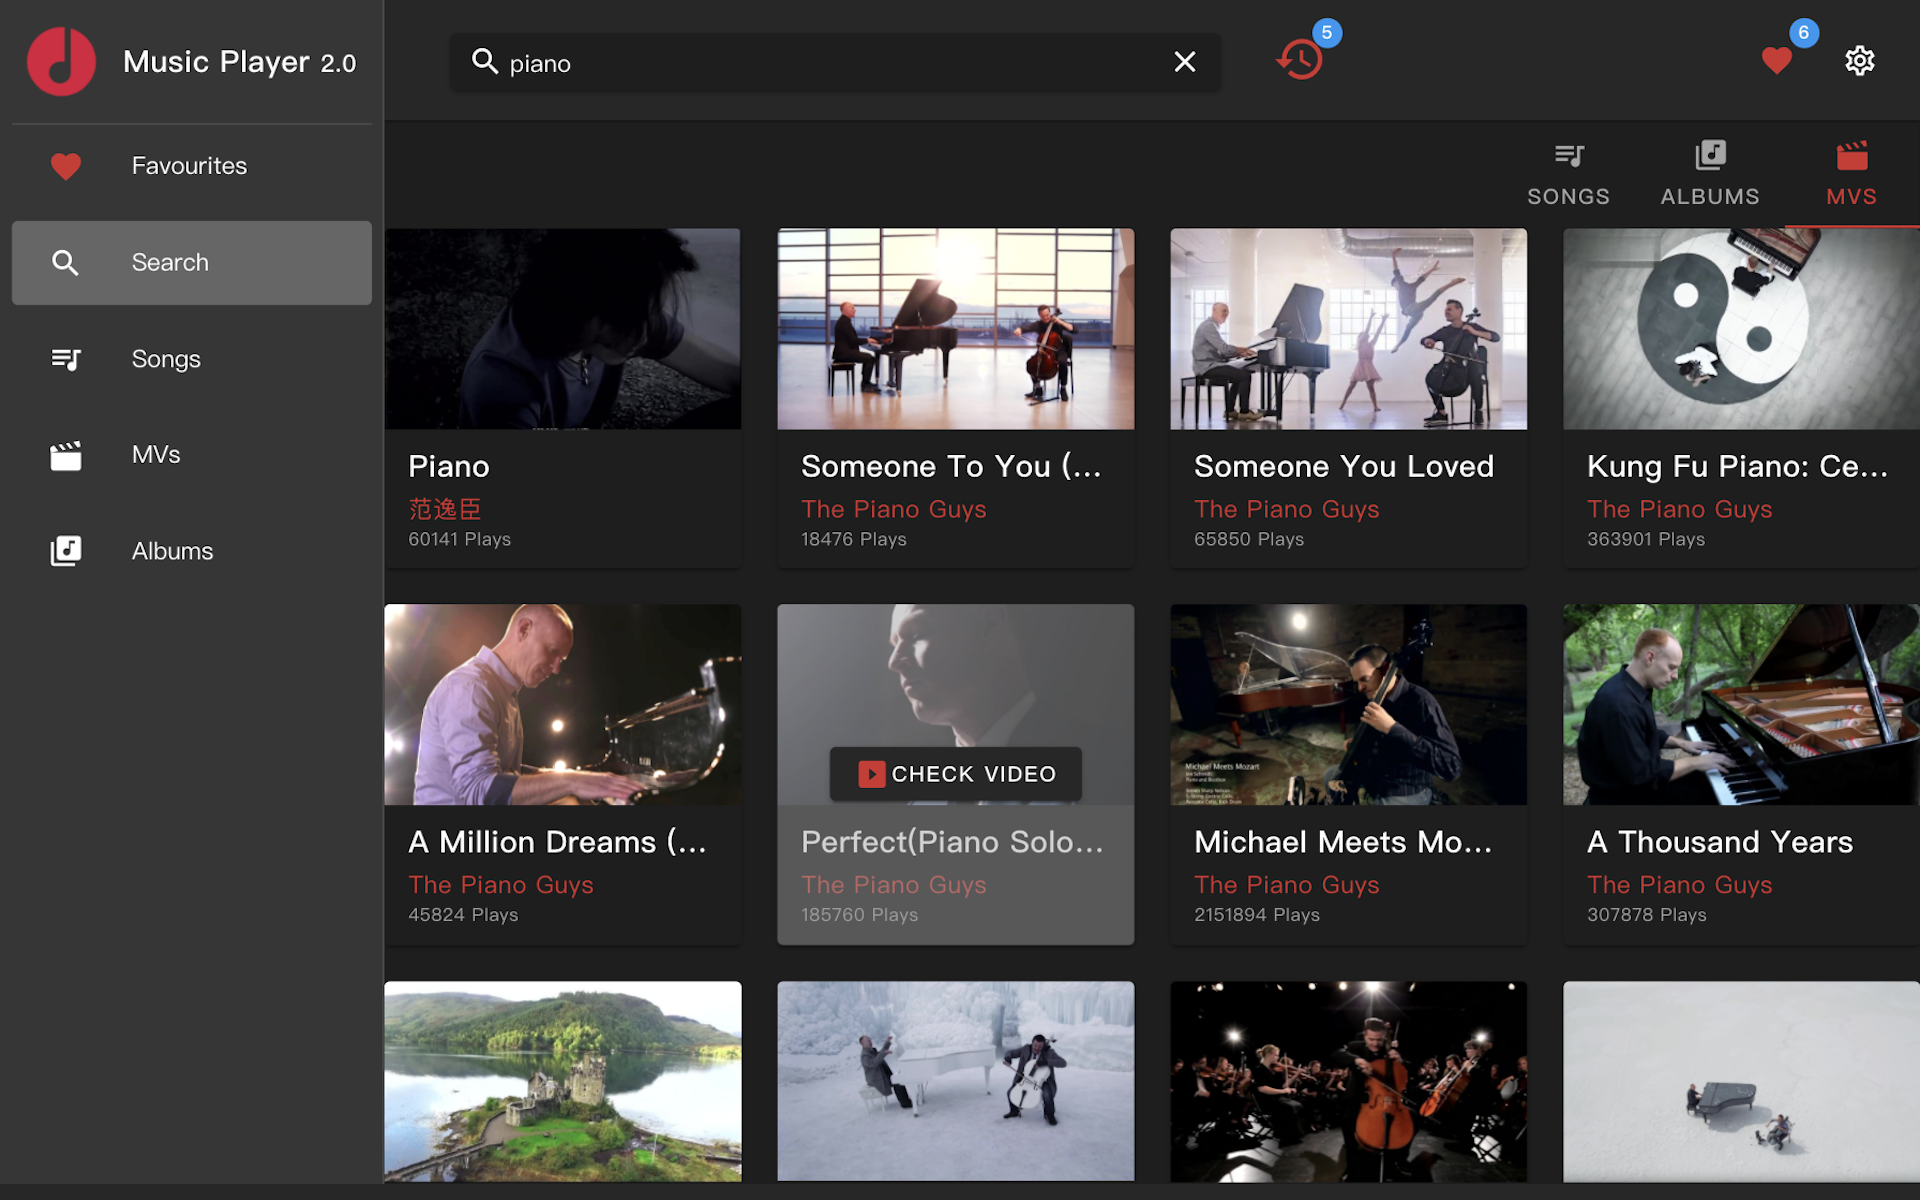 Music Player 2.0
piano
5
6
Favourites
Search
Songs
MVs
Albums
SONGS
ALBUMS
MVS
Piano
范逸臣
60141 Plays
Someone To You (...
The Piano Guys
18476 Plays
Someone You Loved
The Piano Guys
65850 Plays
Kung Fu Piano: Ce...
The Piano Guys
363901 Plays
A Million Dreams (...
The Piano Guys
45824 Plays
CHECK VIDEO
Perfect(Piano Solo...
The Piano Guys
185760 Plays
Michael Meets Mozart
Michael Meets Mo...
The Piano Guys
2151894 Plays
A Thousand Years
The Piano Guys
307878 Plays